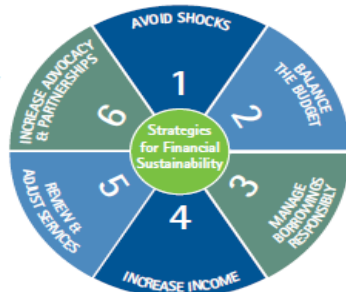 AVOID SHOCKS
1
BALANCE
THE BUDGET
2
MANAGE
BORROWINGS
RESPONSIBLY
3
INCREASE INCOME
4
REVIEW &
ADJUST SERVICES
5
INCREASE ADVOCACY
& PARTNERSHIPS
6
Strategies
for Financial
Sustainability